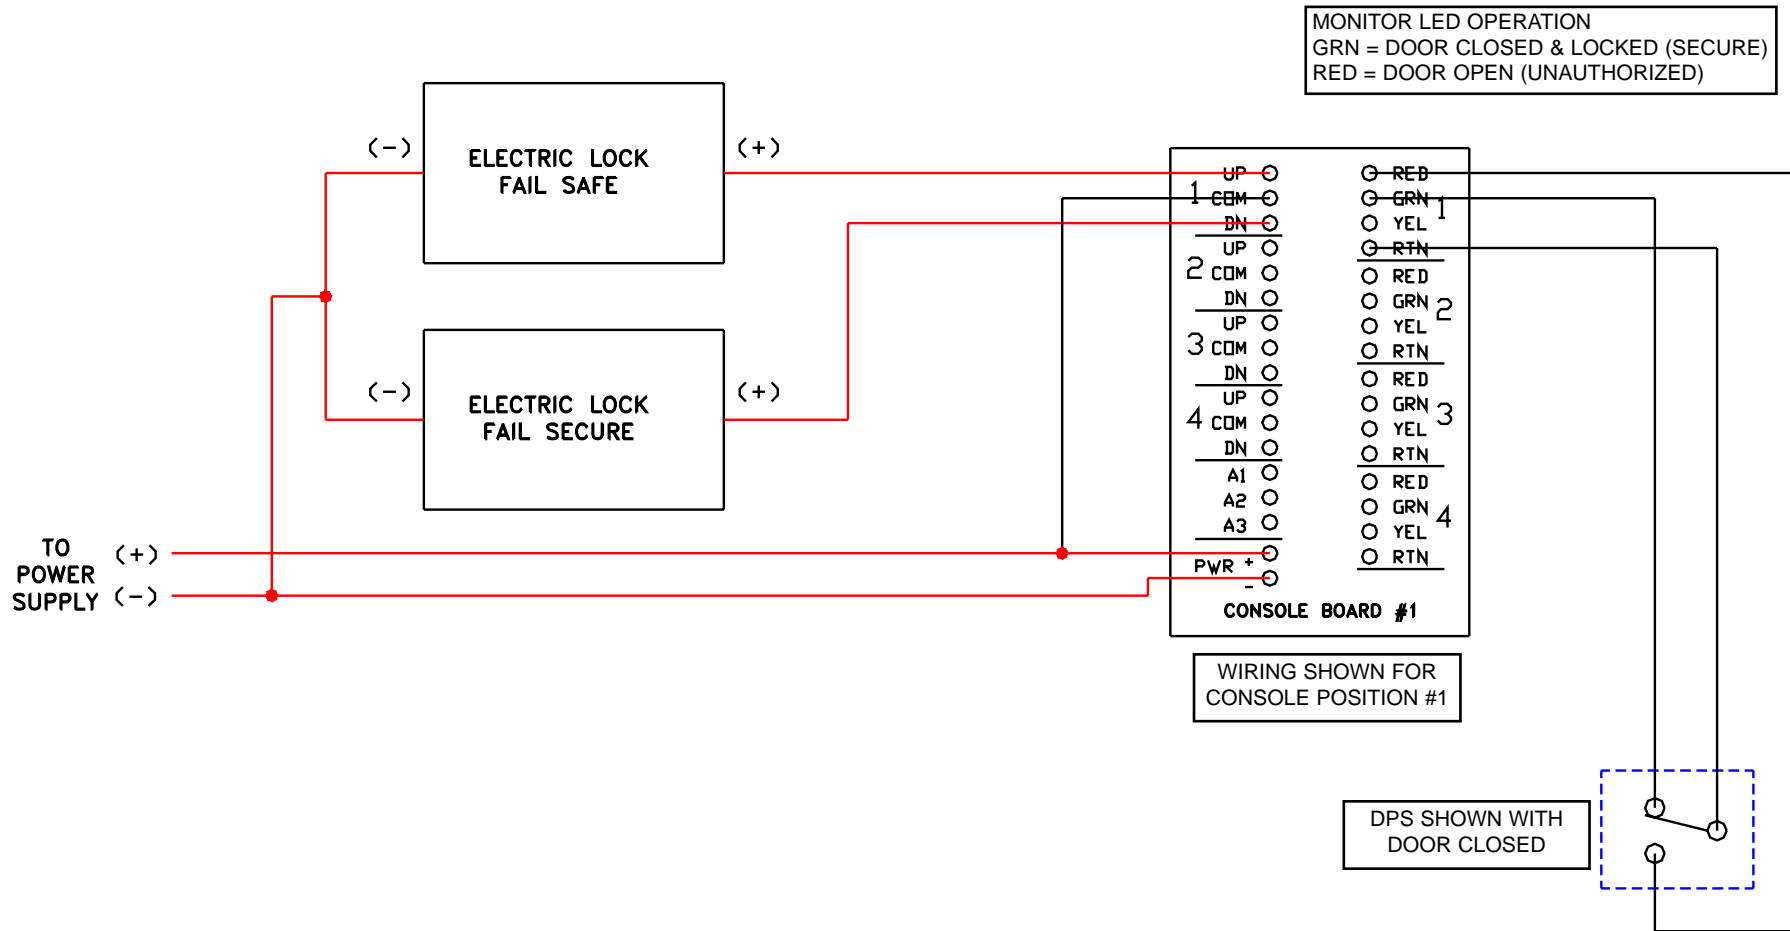 MONITOR LED OPERATION
GRN = DOOR CLOSED & LOCKED (SECURE)
RED = DOOR OPEN (UNAUTHORIZED)
(-)
ELECTRIC LOCK
FAIL SAFE
(+)
(-)
ELECTRIC LOCK
FAIL SECURE
(+)
TO
POWER
SUPPLY
(+)
(-)
1
UP
COM
DN
2
UP
COM
DN
3
UP
COM
DN
4
UP
COM
DN
A1
A2
A3
PWR +
-
RED
GRN
YEL
RTN
1
RED
GRN
YEL
RTN
2
RED
GRN
YEL
RTN
3
RED
GRN
YEL
RTN
4
CONSOLE BOARD #1
WIRING SHOWN FOR
CONSOLE POSITION #1
DPS SHOWN WITH
DOOR CLOSED